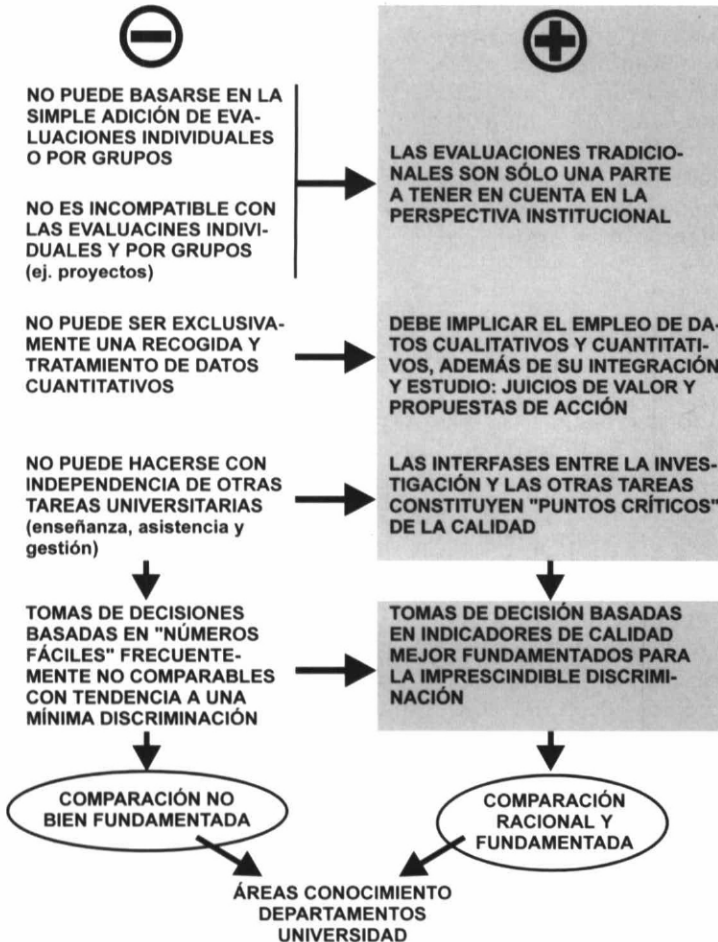 NO PUEDE BASARSE EN LA
SIMPLE ADICIÓN DE EVA-
LUACIONES INDIVIDUALES
O POR GRUPOS
NO ES INCOMPATIBLE CON
LAS EVALUACINES INDIVI-
DUALES Y POR GRUPOS
(ej. proyectos)
LAS EVALUACIONES TRADICIO-
NALES SON SÓLO UNA PARTE
A TENER EN CUENTA EN LA
PERSPECTIVA INSTITUCIONAL
NO PUEDE SER EXCLUSIVA-
MENTE UNA RECOGIDA Y
TRATAMIENTO DE DATOS
CUANTITATIVOS
DEBE IMPLICAR EL EMPLEO DE DA-
TOS CUALITATIVOS Y CUANTITATI-
VOS, ADEMÁS DE SU INTEGRACIÓN
Y ESTUDIO: JUICIOS DE VALOR Y
PROPUESTAS DE ACCIÓN
NO PUEDE HACERSE CON
INDEPENDENCIA DE OTRAS
TAREAS UNIVERSITARIAS
(enseñanza, asistencia y
gestión)
LAS INTERFASES ENTRE LA INVES-
TIGACIÓN Y LAS OTRAS TAREAS
CONSTITUYEN "PUNTOS CRÍTICOS"
DE LA CALIDAD
TOMAS DE DECISIONES
BASADAS EN "NÚMEROS
FÁCILES" FRECUENTE-
MENTE NO COMPARABLES
CON TENDENCIA A UNA
MÍNIMA DISCRIMINACIÓN
TOMAS DE DECISIÓN BASADAS
EN INDICADORES DE CALIDAD
MEJOR FUNDAMENTADOS PARA
LA IMPRESCINDIBLE DISCRIMI-
NACIÓN
COMPARACIÓN NO
BIEN FUNDAMENTADA
COMPARACIÓN
RACIONAL Y
FUNDAMENTADA
ÁREAS CONOCIMIENTO
DEPARTAMENTOS
UNIVERSIDAD